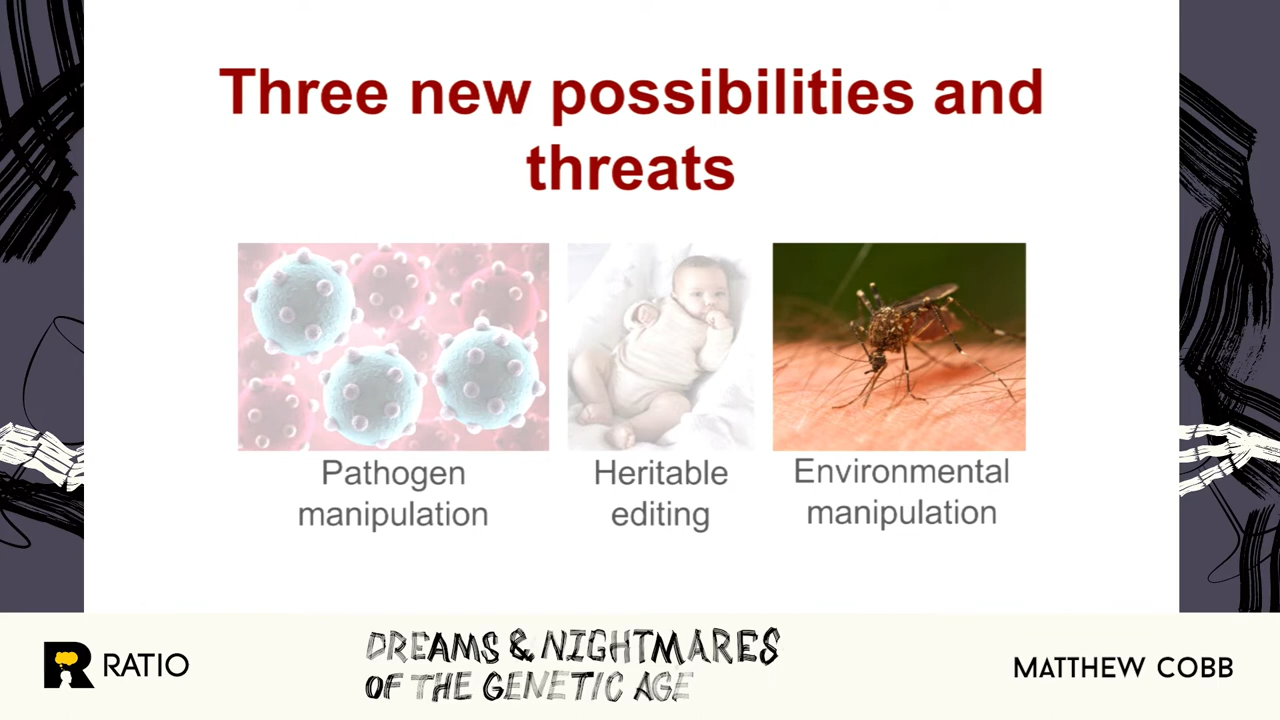 Three new possibilities and
threats
Pathogen
manipulation
Heritable
editing
Environmental
manipulation
RATIO
DREAMS & NIGHTMARES
OF THE GENETIC AGE
MATTHEW COBB